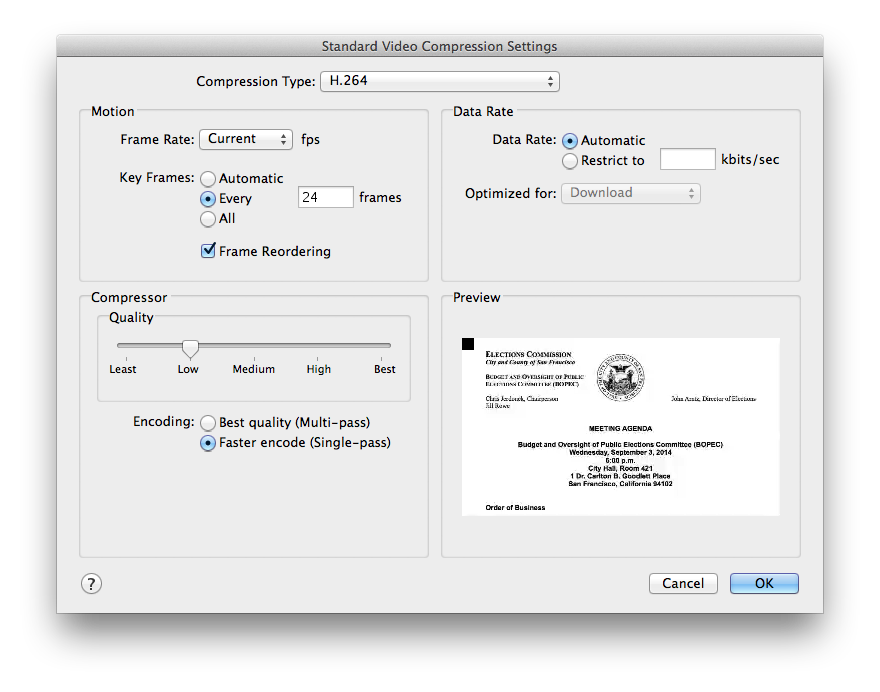 Standard Video Compression Settings
Compression Type: H.264
Motion
Frame Rate: Current fps
Key Frames: Automatic
Every 24 frames
All
Frame Reordering
Data Rate
Data Rate: Automatic
Restrict to kbits/sec
Optimized for: Download
Compressor
Quality
Least Low Medium High Best
Encoding: Best quality (Multi-pass)
Faster encode (Single-pass)
Preview
ELECTIONS COMMISSION
City and County of San Francisco
BUDGET AND OVERSIGHT OF PUBLIC
ELECTIONS COMMITTEE (BOPEC)
Chris Jerdonek, Chairperson
Jill Rowe
John Arntz, Director of Elections
MEETING AGENDA
Budget and Oversight of Public Elections Committee (BOPEC)
Wednesday, September 3, 2014
6:00 p.m.
City Hall, Room 421
1 Dr. Carlton B. Goodlett Place
San Francisco, California 94102
Order of Business
?
Cancel OK